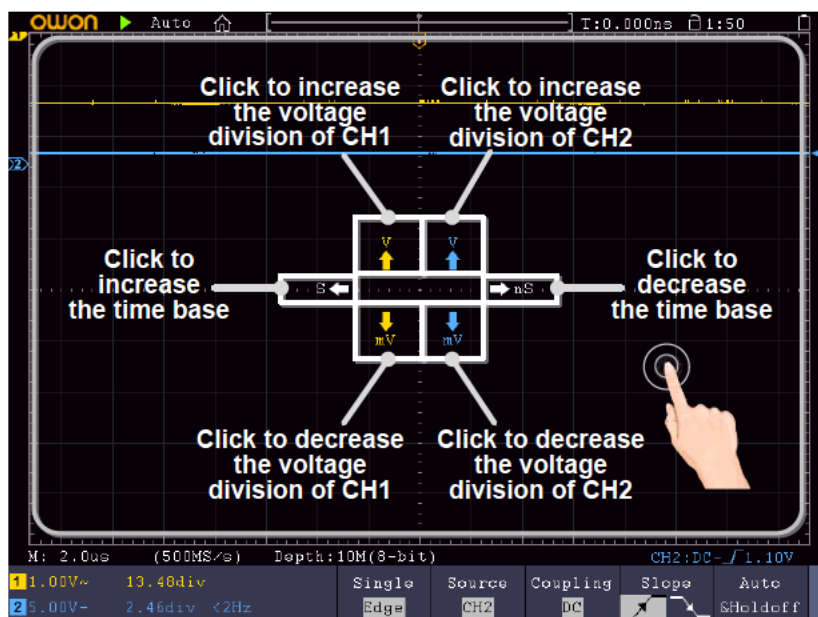 OWON Auto T:0.000ns 1:50
1
Click to increase
the voltage
division of CH1
Click to increase
the voltage
division of CH2
2
V V
Click to
increase
the time base
S nS
Click to
decrease
the time base
mV mV
Click to decrease
the voltage
division of CH1
Click to decrease
the voltage
division of CH2
M: 2.0us (500MS/s) Depth:10M(8-bit) CH2:DC- 1.10V
1 1.00V~ 13.48div Single Source Coupling Slope Auto
2 5.00V- 2.46div <2Hz Edge CH2 DC &Holdoff